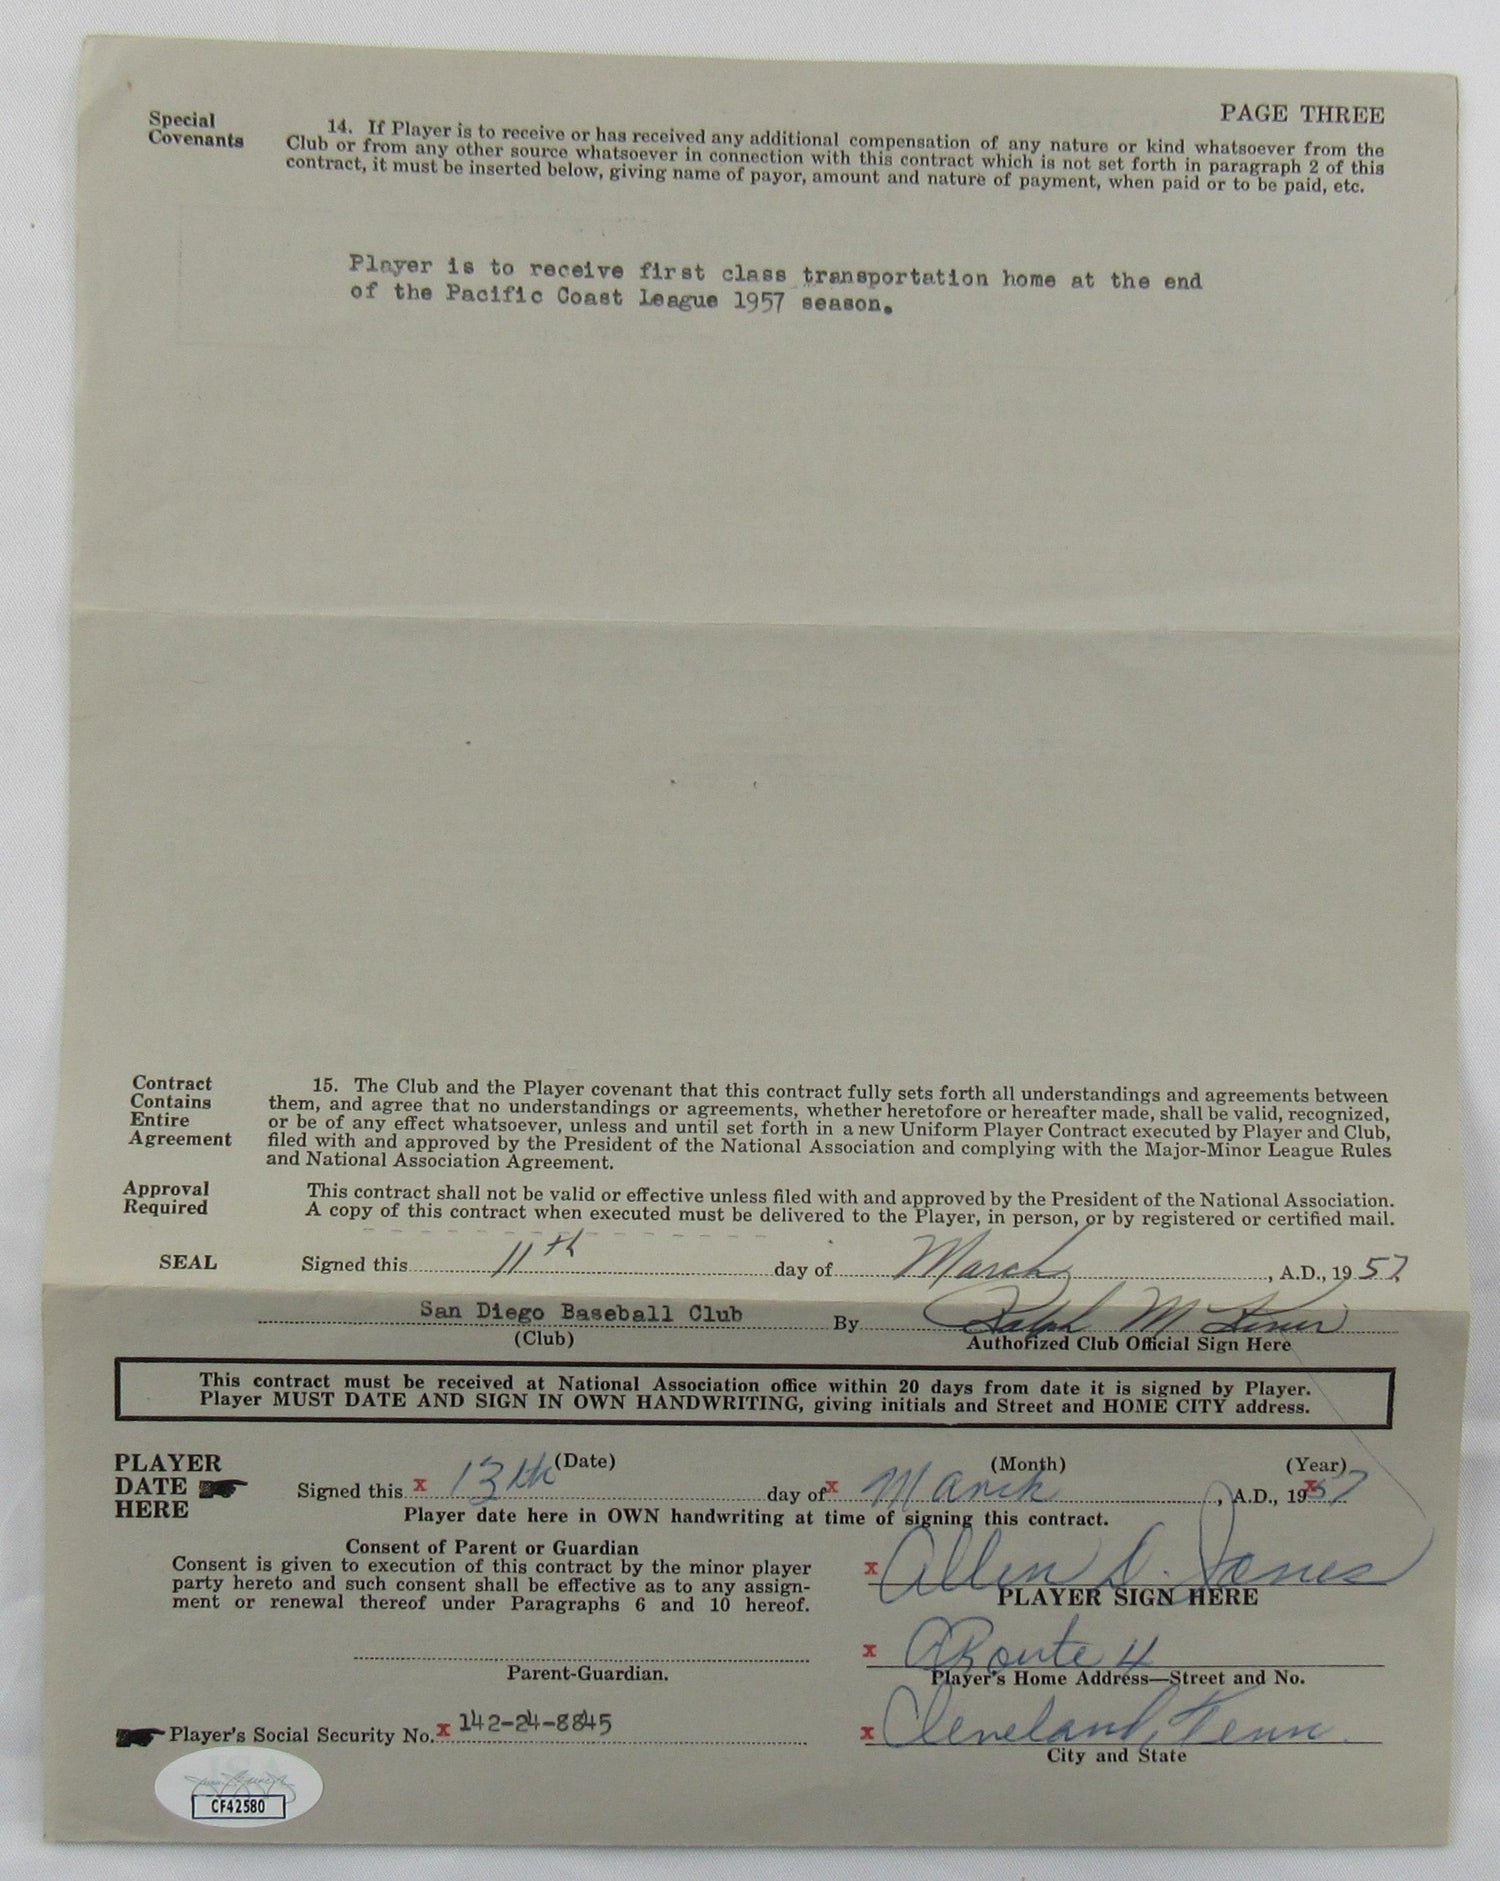 PAGE THREE
Special
Covenants
14. If Player is to receive or has received any additional compensation of any nature or kind whatsoever from the
Club or from any other source whatsoever in connection with this contract which is not set forth in paragraph 2 of this
contract, it must be inserted below, giving name of payor, amount and nature of payment, when paid or to be paid, etc.
Player is to receive first class transportation home at the end
of the Pacific Coast League 1957 season.
Contract
Contains
Entire
Agreement
15. The Club and the Player covenant that this contract fully sets forth all understandings and agreements between
them, and agree that no understandings or agreements, whether heretofore or hereafter made, shall be valid, recognized,
or be of any effect whatsoever, unless and until set forth in a new Uniform Player Contract executed by Player and Club,
filed with and approved by the President of the National Association and complying with the Major-Minor League Rules
and National Association Agreement.
Approval
Required
This contract shall not be valid or effective unless filed with and approved by the President of the National Association.
A copy of this contract when executed must be delivered to the Player, in person, or by registered or certified mail.
SEAL Signed this 11th day of March, A.D., 1957
San Diego Baseball Club By Ralph M Kiner
(Club) Authorized Club Official Sign Here
This contract must be received at National Association office within 20 days from date it is signed by Player.
Player MUST DATE AND SIGN IN OWN HANDWRITING, giving initials and Street and HOME CITY address.
PLAYER
DATE
HERE
(Date) (Month) (Year)
Signed this x 13th day of x March, A.D., 19x57
Player date here in OWN handwriting at time of signing this contract.
Consent of Parent or Guardian
Consent is given to execution of this contract by the minor player
party hereto and such consent shall be effective as to any assign-
ment or renewal thereof under Paragraphs 6 and 10 hereof.
Parent-Guardian.
x Allen D. Jones
PLAYER SIGN HERE
x Route 4
Player's Home Address—Street and No.
Player's Social Security No. x 142-24-8845
x Cleveland, Tenn.
City and State
CF42580